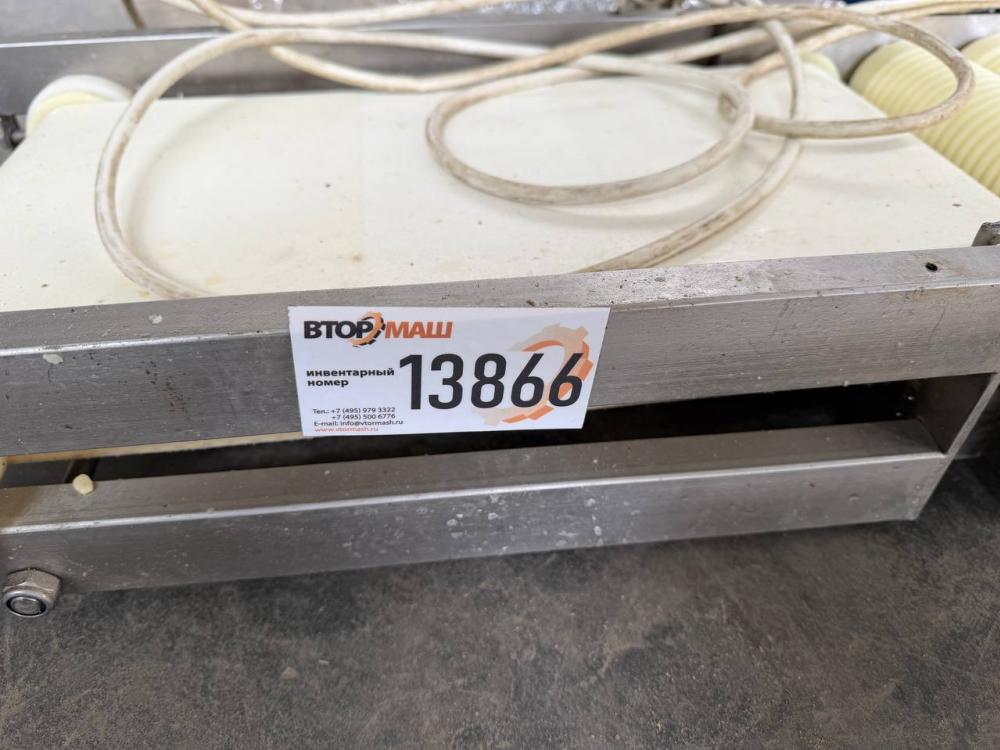 ВТОРМАШ
инвентарный
номер
13866
Тел.: +7 (495) 979 3322
+7 (495) 500 6776
E-mail: info@vtormash.ru
www.vtormash.ru